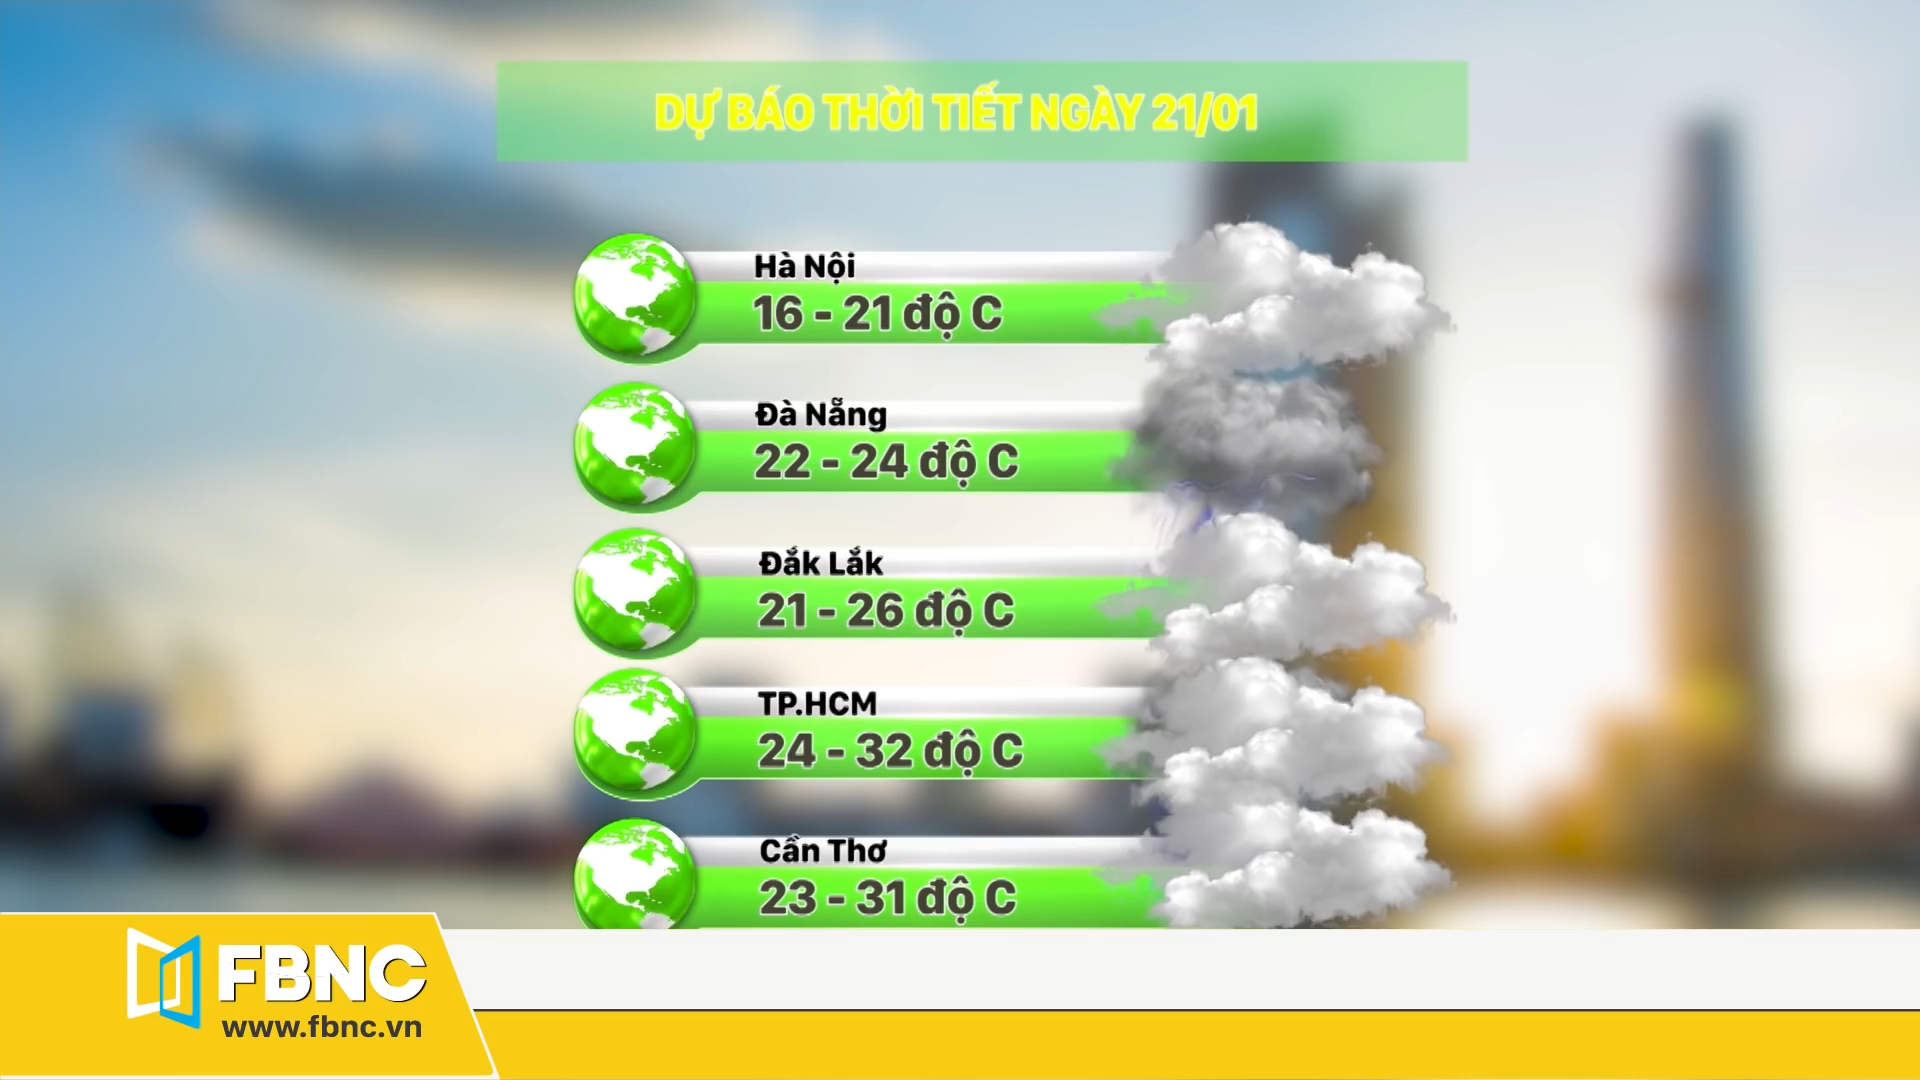 DỰ BÁO THỜI TIẾT NGÀY 21/01
Hà Nội
16 - 21 độ C
Đà Nẵng
22 - 24 độ C
Đắk Lắk
21 - 26 độ C
TP.HCM
24 - 32 độ C
Cần Thơ
23 - 31 độ C
FBNC
www.fbnc.vn